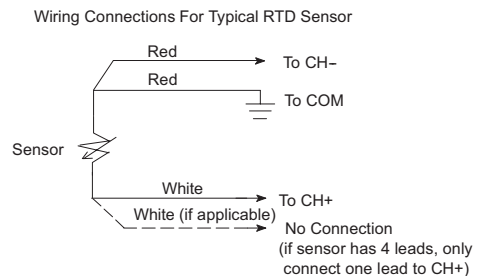 Wiring Connections For Typical RTD Sensor
Red
To CH–
Red
To COM
Sensor
White
To CH+
White (if applicable)
No Connection
(if sensor has 4 leads, only
connect one lead to CH+)